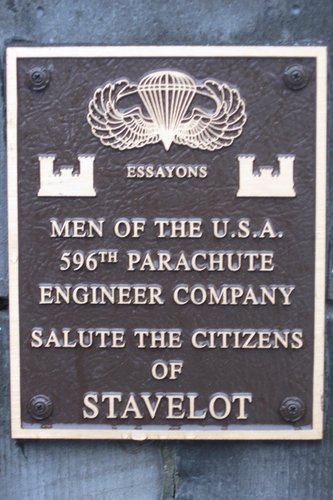 ESSAYONS
MEN OF THE U.S.A.
596TH PARACHUTE
ENGINEER COMPANY
SALUTE THE CITIZENS
OF
STAVELOT